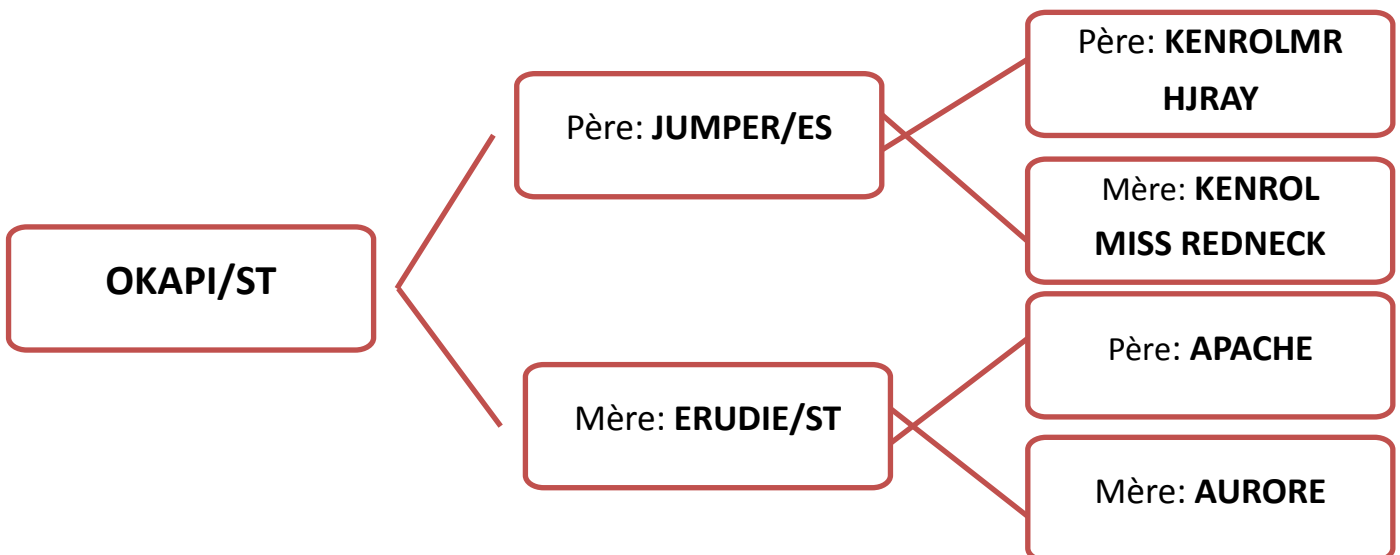 OKAPI/ST
Père: JUMPER/ES
Mère: ERUDIE/ST
Père: KENROLMR
HJRAY
Mère: KENROL
MISS REDNECK
Père: APACHE
Mère: AURORE